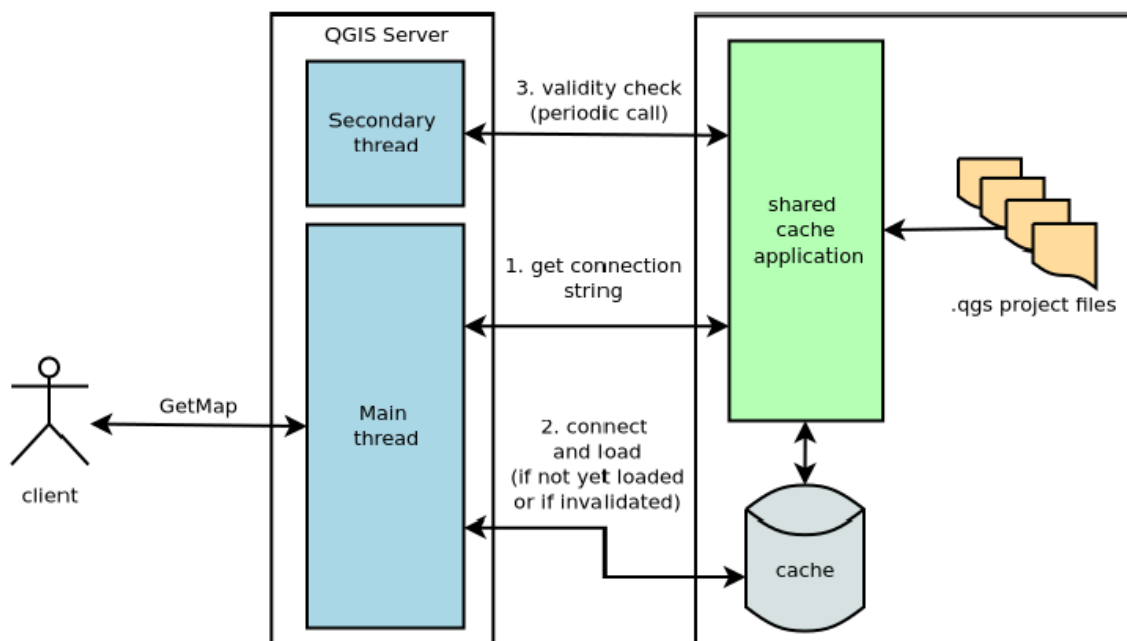 QGIS Server
Secondary
thread
3. validity check
(periodic call)
shared
cache
application
.qgs project files
1. get connection
string
GetMap
client
Main
thread
2. connect
and load
(if not yet loaded
or if invalidated)
cache